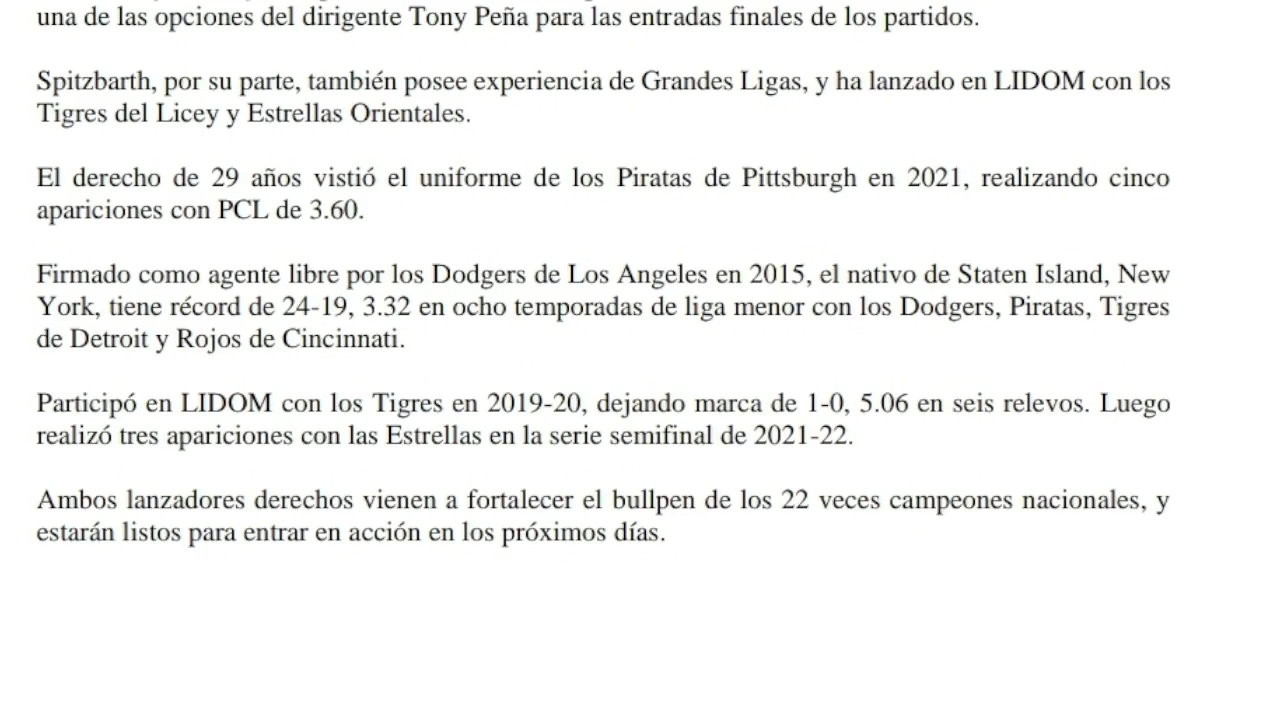 una de las opciones del dirigente Tony Peña para las entradas finales de los partidos.
Spitzbarth, por su parte, también posee experiencia de Grandes Ligas, y ha lanzado en LIDOM con los
Tigres del Licey y Estrellas Orientales.
El derecho de 29 años vistió el uniforme de los Piratas de Pittsburgh en 2021, realizando cinco
apariciones con PCL de 3.60.
Firmado como agente libre por los Dodgers de Los Angeles en 2015, el nativo de Staten Island, New
York, tiene récord de 24-19, 3.32 en ocho temporadas de liga menor con los Dodgers, Piratas, Tigres
de Detroit y Rojos de Cincinnati.
Participó en LIDOM con los Tigres en 2019-20, dejando marca de 1-0, 5.06 en seis relevos. Luego
realizó tres apariciones con las Estrellas en la serie semifinal de 2021-22.
Ambos lanzadores derechos vienen a fortalecer el bullpen de los 22 veces campeones nacionales, y
estarán listos para entrar en acción en los próximos días.